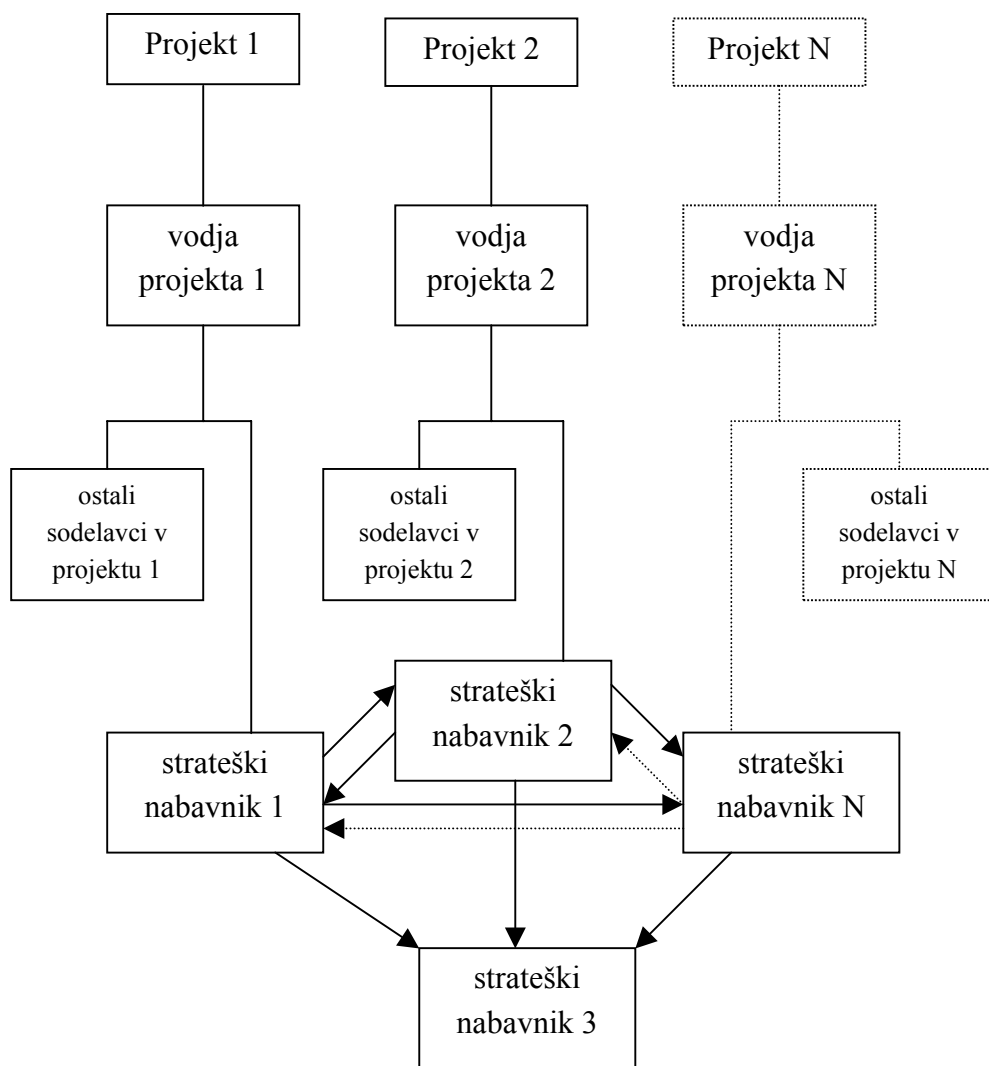 Projekt 1
Projekt 2
Projekt N
vodja
projekta 1
vodja
projekta 2
vodja
projekta N
ostali
sodelavci v
projektu 1
ostali
sodelavci v
projektu 2
ostali
sodelavci v
projektu N
strateški
nabavnik 2
strateški
nabavnik 1
strateški
nabavnik N
strateški
nabavnik 3